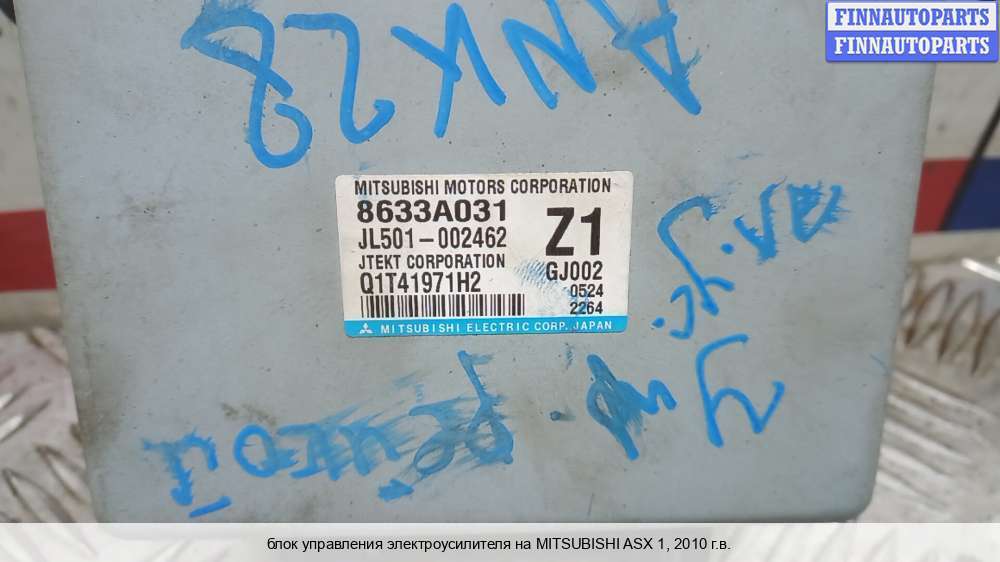 FINNAUTOPARTS
FINNAUTOPARTS
ANK28
MITSUBISHI MOTORS CORPORATION
8633A031
JL501-002462
Z1
JTEKT CORPORATION
GJ002
Q1T41971H2
0524
2264
MITSUBISHI ELECTRIC CORP. JAPAN
блок управления электроусилителя на MITSUBISHI ASX 1, 2010 г.в.